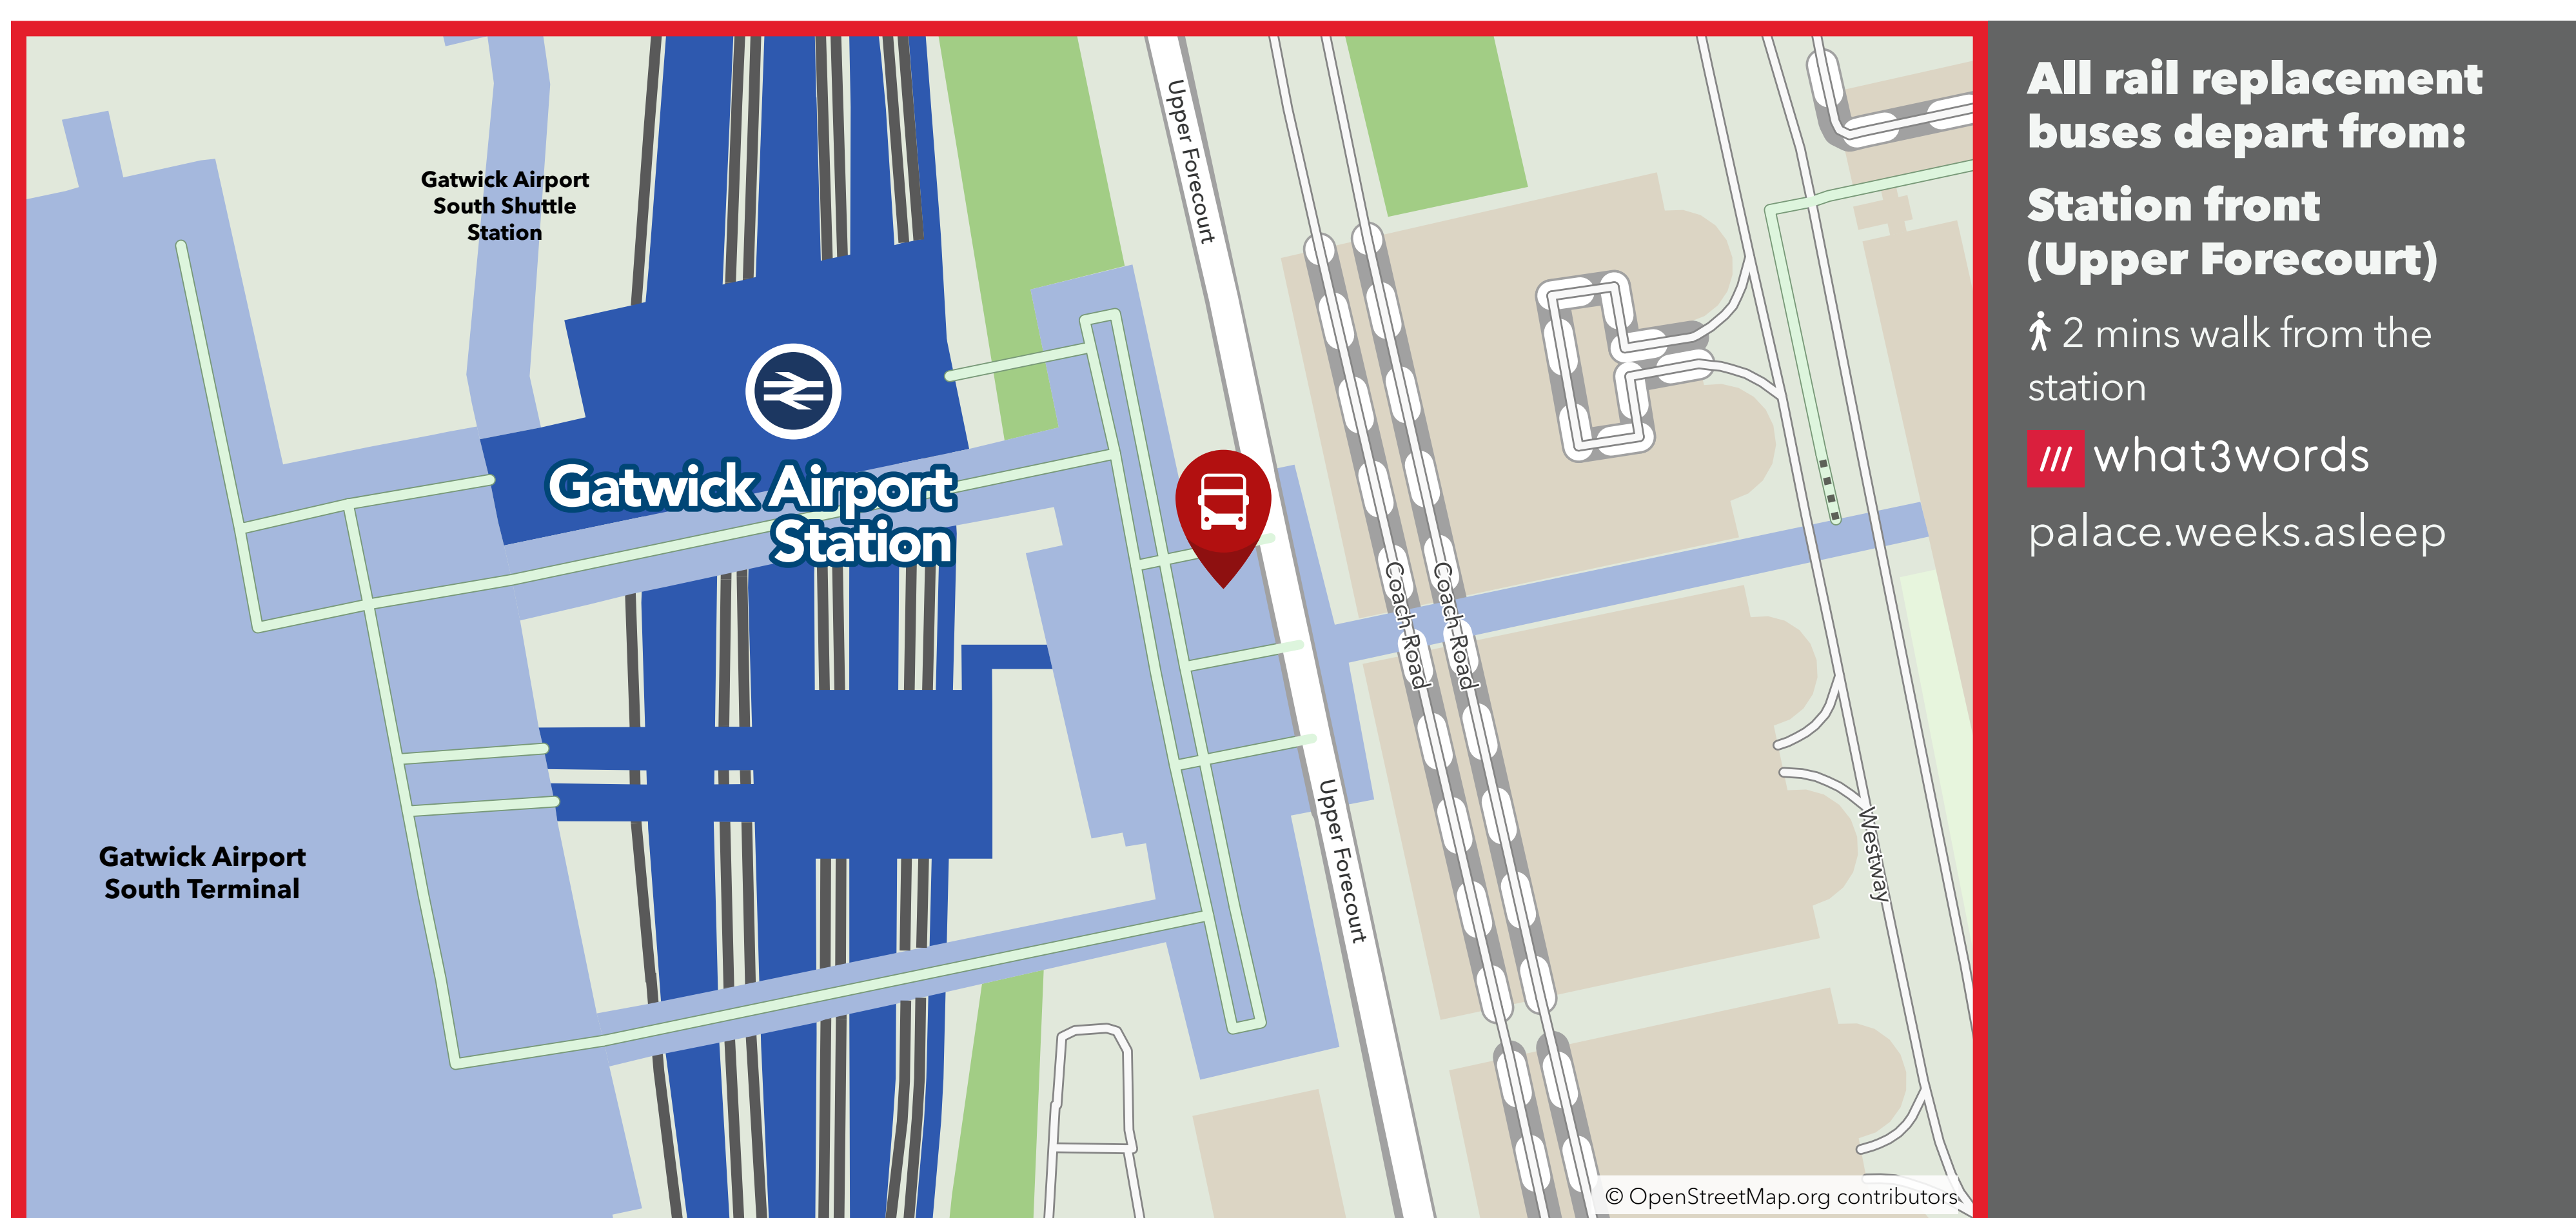 Upper Forecourt
Gatwick Airport
South Shuttle
Station
Gatwick Airport
Station
Coach Road
Coach Road
Gatwick Airport
South Terminal
Upper Forecourt
Westway
© OpenStreetMap.org contributors
All rail replacement
buses depart from:
Station front
(Upper Forecourt)
2 mins walk from the
station
/// what3words
palace.weeks.asleep